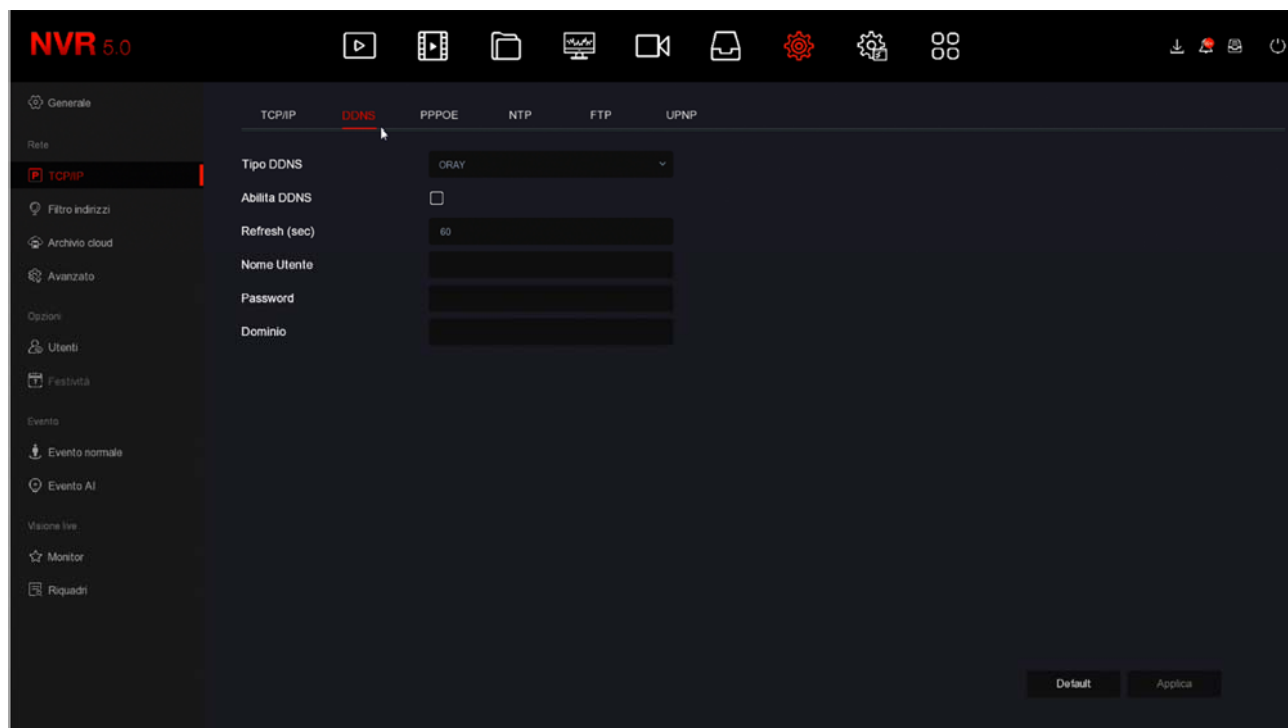 NVR 5.0
Generale
Rete
TCP/IP
Filtro indirizzi
Archivio cloud
Avanzato
Opzioni
Utenti
Festività
Evento
Evento normale
Evento AI
Visione live
Monitor
Riquadri
TCP/IP DDNS PPPOE NTP FTP UPNP
Tipo DDNS ORAY
Abilita DDNS
Refresh (sec) 60
Nome Utente
Password
Dominio
Default Applica